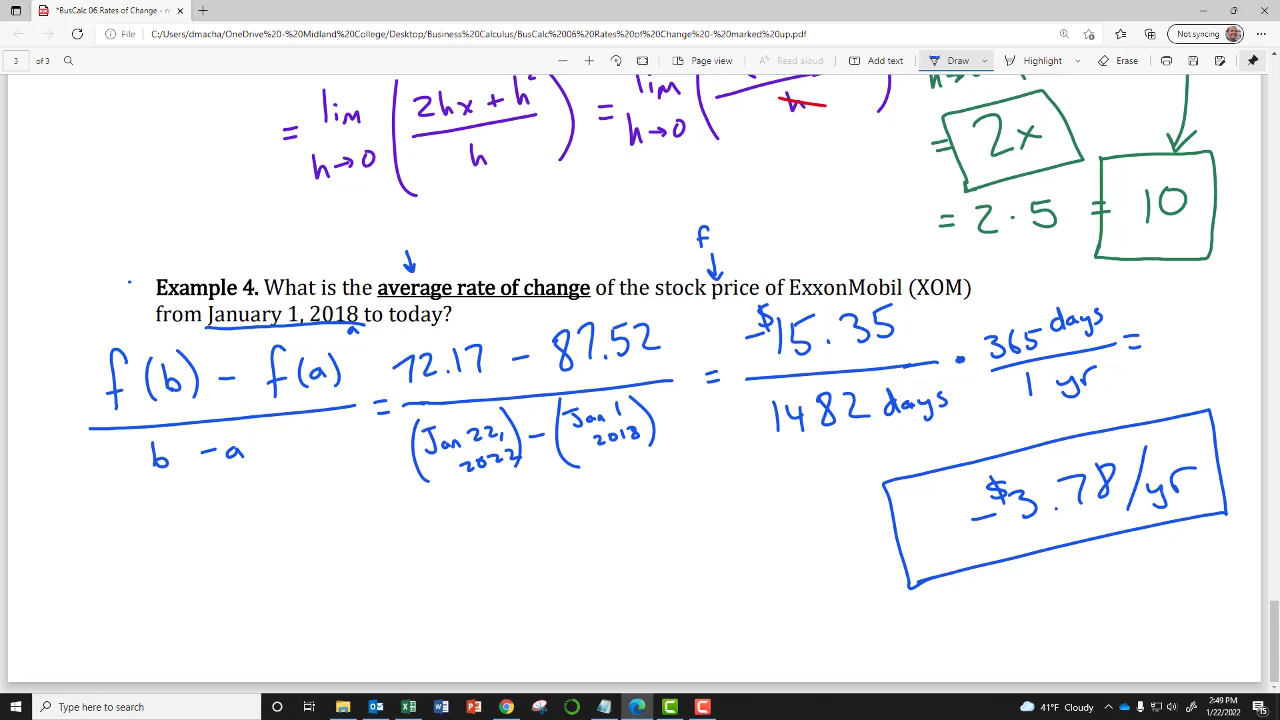 *BusCalc 06 Rates of Change - m
File
C:/Users/dmacha/OneDrive%20-%20Midland%20College/Desktop/Business%20Calculus/BusCalc%2006%20Rates%20of%20Change%20-%20marked%20up.pdf
Not syncing
3 of 3
Page view
Read aloud
Add text
Draw
Highlight
Erase
= lim h→0 (2hx + h² / h) = lim h→0 ( h )
= 2x
= 2 · 5 = 10
f
Example 4. What is the average rate of change of the stock price of ExxonMobil (XOM)
from January 1, 2018 to today?
a
f(b) - f(a) / b - a = 72.17 - 87.52 / (Jan 22, 2022) - (Jan 1 2018) = -$15.35 / 1482 days · 365 days / 1 yr =
-$3.78/yr
Type here to search
41°F Cloudy
2:49 PM
1/22/2022